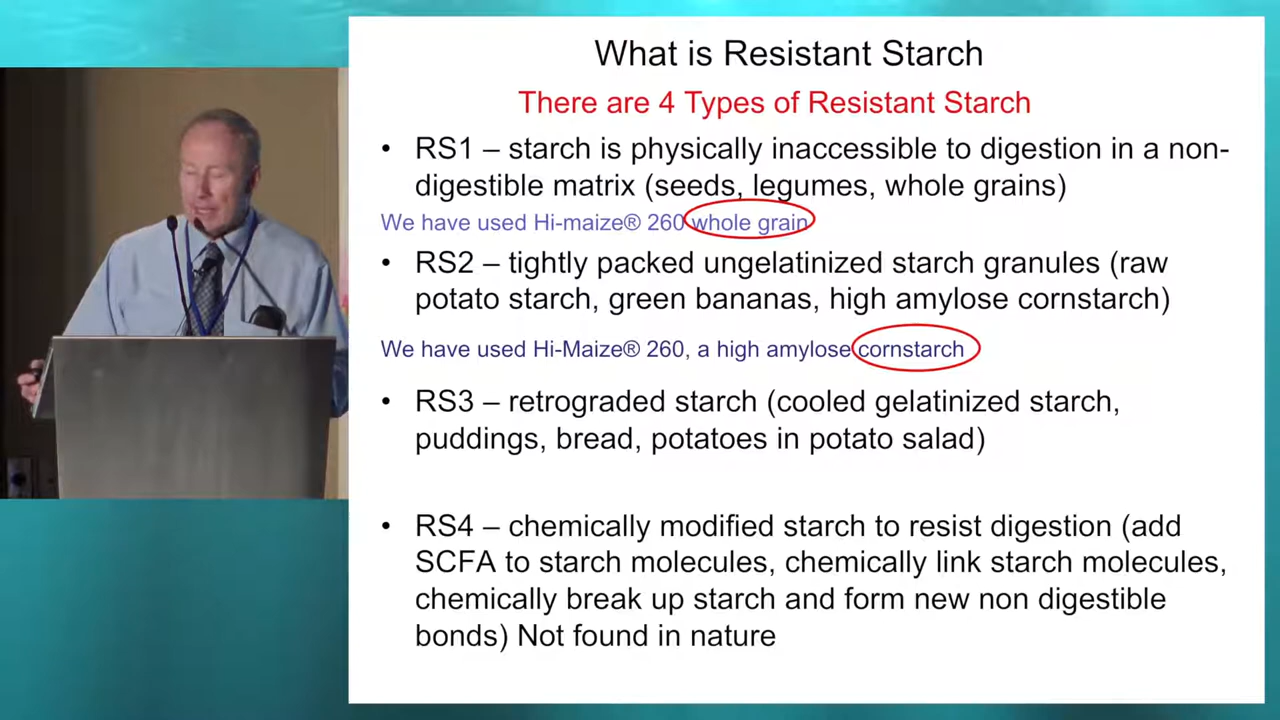 What is Resistant Starch
There are 4 Types of Resistant Starch
• RS1 – starch is physically inaccessible to digestion in a non-
digestible matrix (seeds, legumes, whole grains)
We have used Hi-maize® 260 whole grain
• RS2 – tightly packed ungelatinized starch granules (raw
potato starch, green bananas, high amylose cornstarch)
We have used Hi-Maize® 260, a high amylose cornstarch
• RS3 – retrograded starch (cooled gelatinized starch,
puddings, bread, potatoes in potato salad)
• RS4 – chemically modified starch to resist digestion (add
SCFA to starch molecules, chemically link starch molecules,
chemically break up starch and form new non digestible
bonds) Not found in nature